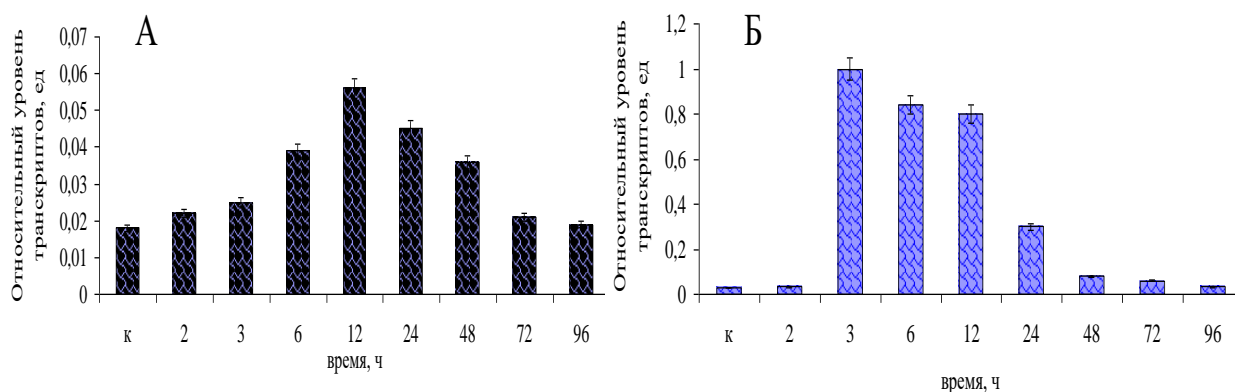 А
Относительный уровень
транскриптов, ед
0,08
0,07
0,06
0,05
0,04
0,03
0,02
0,01
0
к 2 3 6 12 24 48 72 96
время, ч
Б
Относительный уровень
транскриптов, ед
1,2
1
0,8
0,6
0,4
0,2
0
к 2 3 6 12 24 48 72 96
время, ч